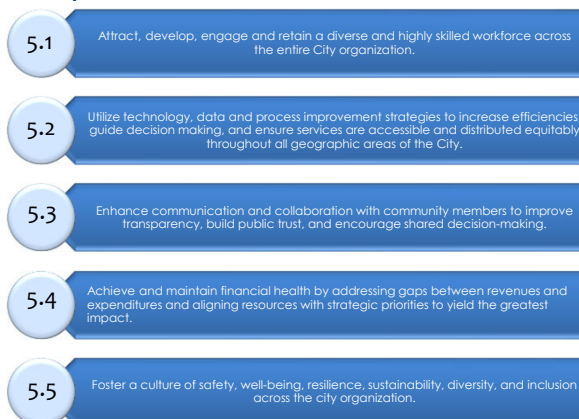 5.1
Attract, develop, engage and retain a diverse and highly skilled workforce across
the entire City organization.
5.2
Utilize technology, data and process improvement strategies to increase efficiencies
guide decision making, and ensure services are accessible and distributed equitably
throughout all geographic areas of the City.
5.3
Enhance communication and collaboration with community members to improve
transparency, build public trust, and encourage shared decision-making.
5.4
Achieve and maintain financial health by addressing gaps between revenues and
expenditures and aligning resources with strategic priorities to yield the greatest
impact.
5.5
Foster a culture of safety, well-being, resilience, sustainability, diversity, and inclusion
across the city organization.